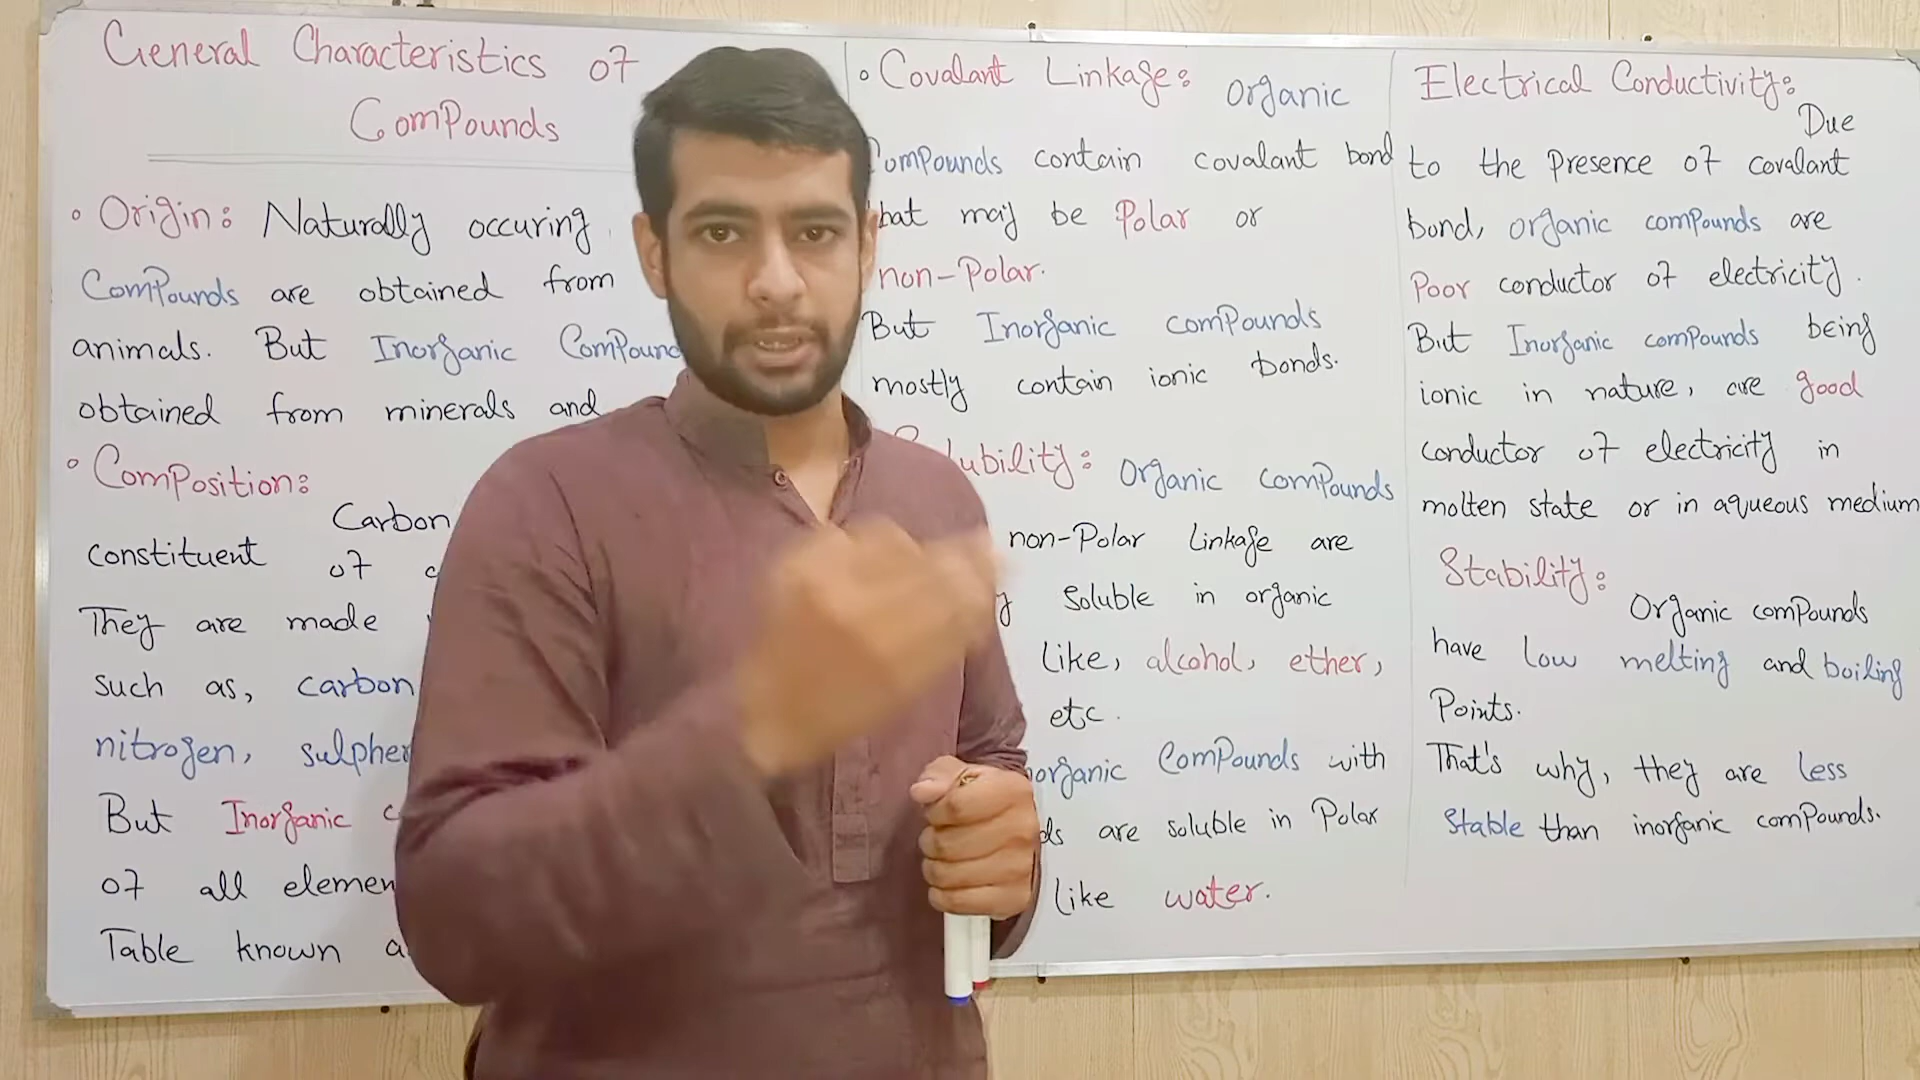 General Characteristics of
Compounds
Origin: Naturally occuring
Compounds are obtained from
animals. But Inorganic
obtained from minerals and
Composition:
Carbon
constituent of
They are made
such as, carbon
nitrogen,
But Inorganic
of all
Table known
Covalant Linkage: Organic
Compounds contain covalant bond
that may be Polar or
non-Polar.
But Inorganic compounds
mostly contain ionic bonds.
Organic compounds
non-Polar Linkage are
Soluble in organic
Like, alcohol, ether,
etc.
Compounds with
are soluble in Polar
like water.
Electrical Conductivity:
Due
to the presence of covalant
bond, organic compounds are
Poor conductor of electricity.
But Inorganic compounds being
ionic in nature, are good
conductor of electricity in
molten state or in aqueous medium
Stability:
Organic compounds
have low melting and boiling
Points.
That's why, they are less
stable than inorganic compounds.